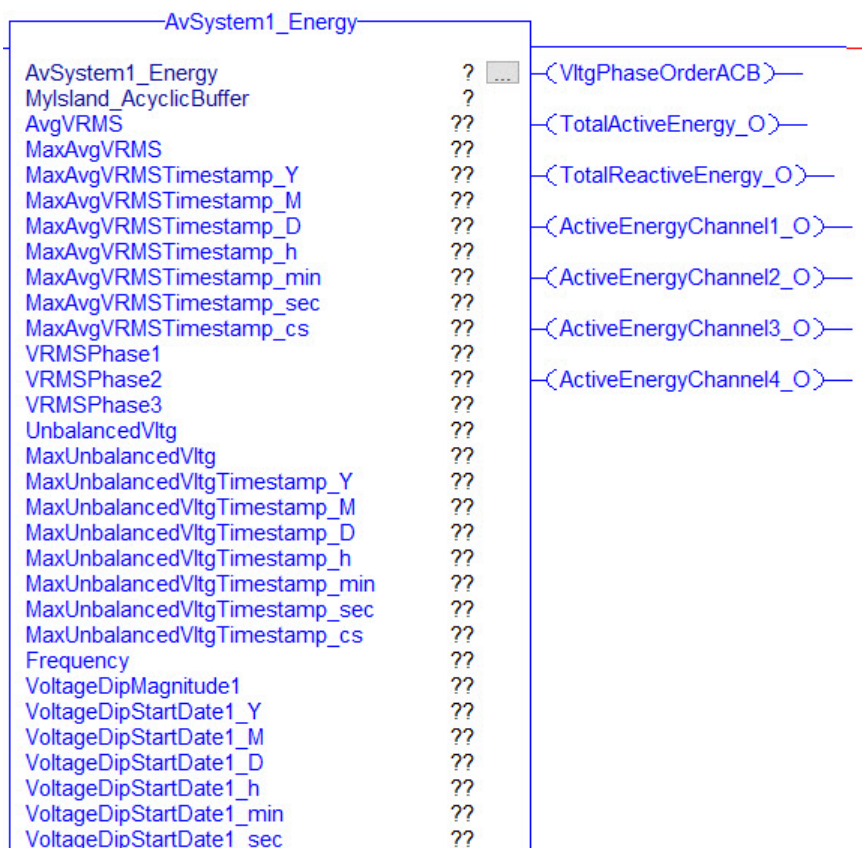 AvSystem1_Energy
AvSystem1_Energy ? ... VltgPhaseOrderACB
MyIsland_AcyclicBuffer ?
AvgVRMS ?? TotalActiveEnergy_O
MaxAvgVRMS ??
MaxAvgVRMSTimestamp_Y ?? TotalReactiveEnergy_O
MaxAvgVRMSTimestamp_M ??
MaxAvgVRMSTimestamp_D ?? ActiveEnergyChannel1_O
MaxAvgVRMSTimestamp_h ??
MaxAvgVRMSTimestamp_min ?? ActiveEnergyChannel2_O
MaxAvgVRMSTimestamp_sec ??
MaxAvgVRMSTimestamp_cs ?? ActiveEnergyChannel3_O
VRMSPhase1 ??
VRMSPhase2 ?? ActiveEnergyChannel4_O
VRMSPhase3 ??
UnbalancedVltg ??
MaxUnbalancedVltg ??
MaxUnbalancedVltgTimestamp_Y ??
MaxUnbalancedVltgTimestamp_M ??
MaxUnbalancedVltgTimestamp_D ??
MaxUnbalancedVltgTimestamp_h ??
MaxUnbalancedVltgTimestamp_min ??
MaxUnbalancedVltgTimestamp_sec ??
MaxUnbalancedVltgTimestamp_cs ??
Frequency ??
VoltageDipMagnitude1 ??
VoltageDipStartDate1_Y ??
VoltageDipStartDate1_M ??
VoltageDipStartDate1_D ??
VoltageDipStartDate1_h ??
VoltageDipStartDate1_min ??
VoltageDipStartDate1_sec ??